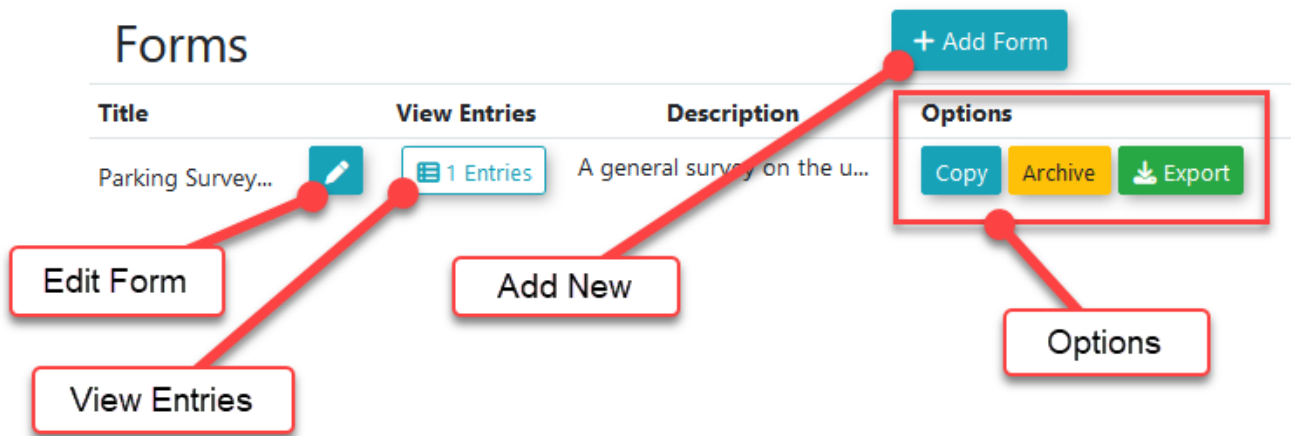 Forms
+ Add Form
Title View Entries Description Options
Parking Survey... 1 Entries A general survey on the u... Copy Archive Export
Edit Form
Add New
Options
View Entries